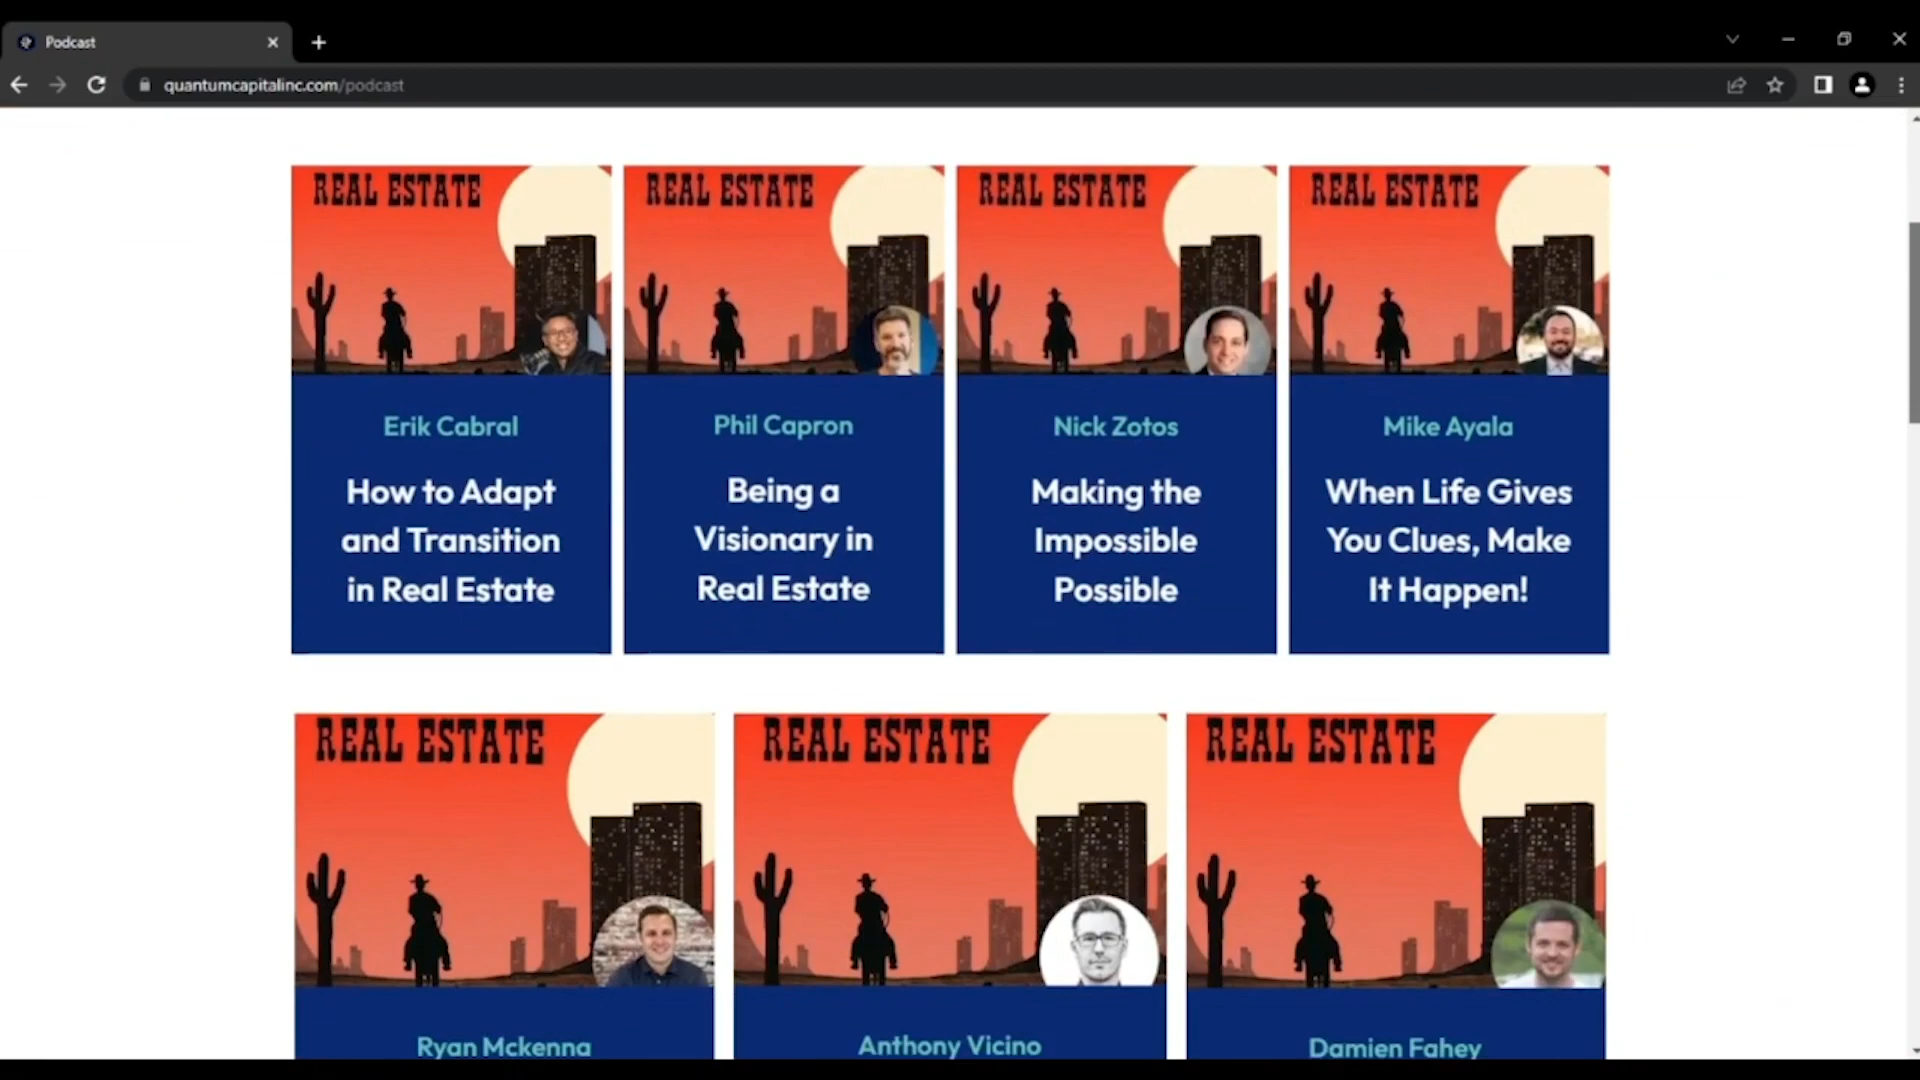 Podcast
quantumcapitalinc.com/podcast
REAL ESTATE
REAL ESTATE
REAL ESTATE
REAL ESTATE
Erik Cabral
How to Adapt
and Transition
in Real Estate
Phil Capron
Being a
Visionary in
Real Estate
Nick Zotos
Making the
Impossible
Possible
Mike Ayala
When Life Gives
You Clues, Make
It Happen!
REAL ESTATE
REAL ESTATE
REAL ESTATE
Ryan Mckenna
Anthony Vicino
Damien Fahey